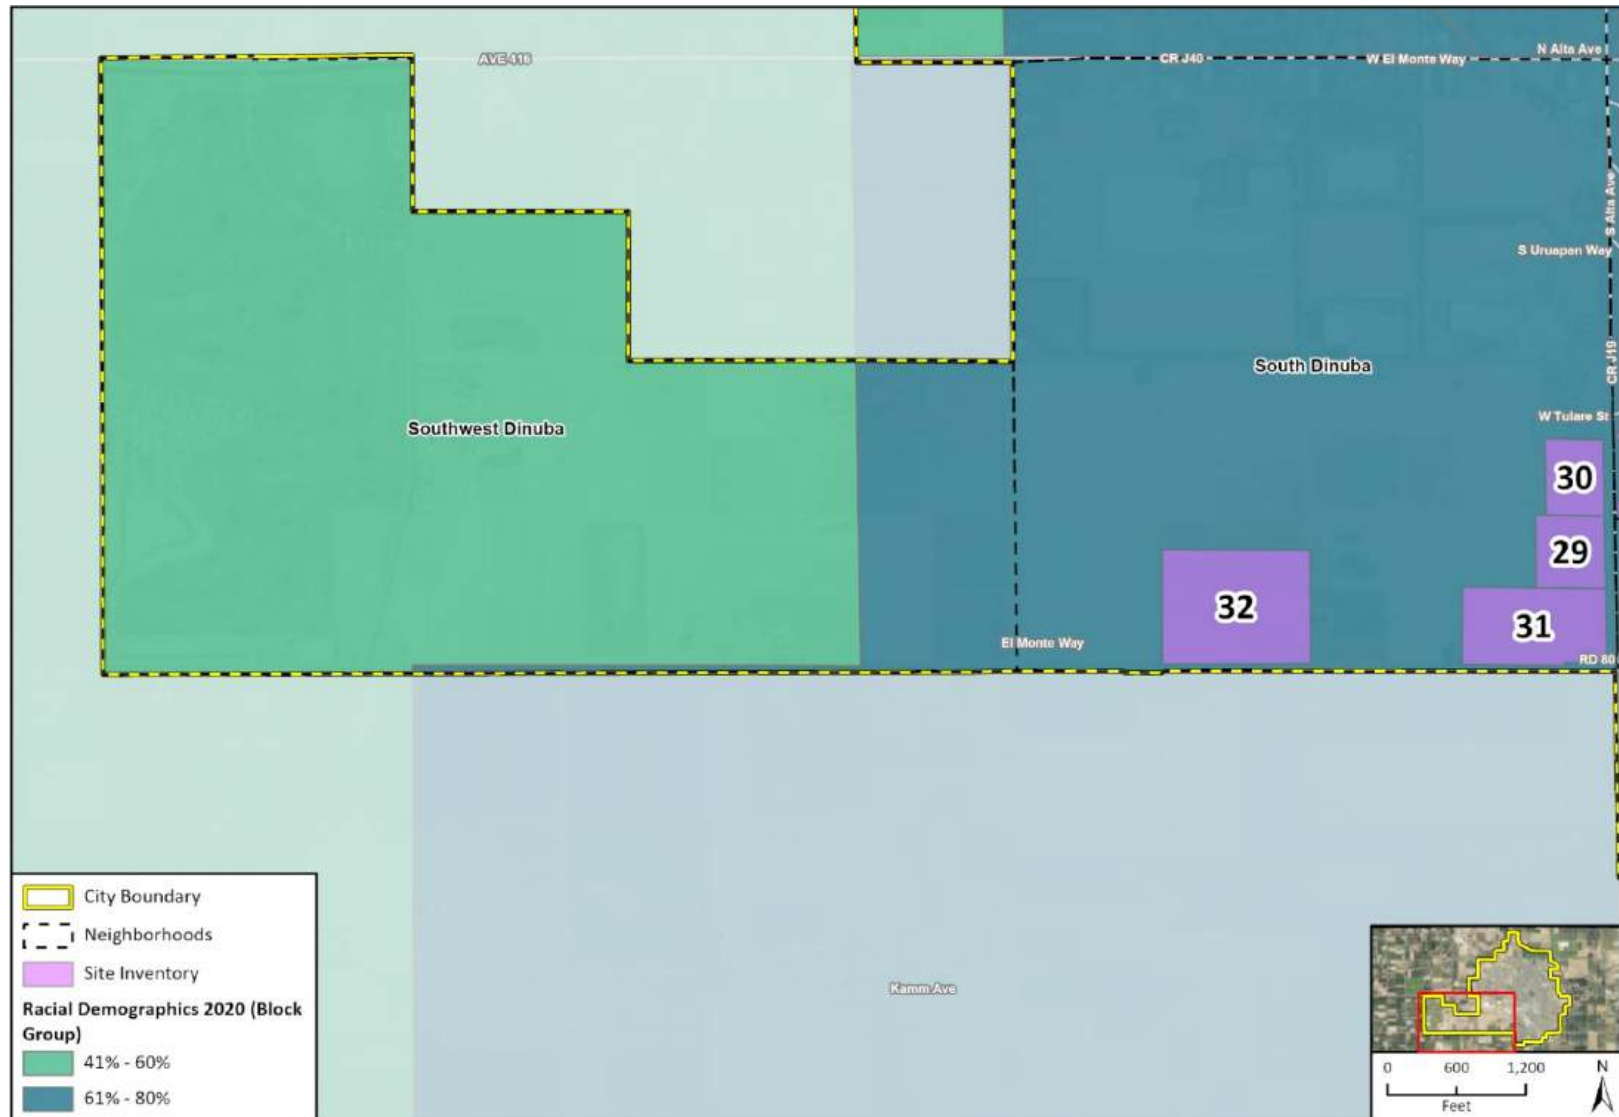 AVE 416
CR J40
W El Monte Way
N Alta Ave
S Alta Ave
S Uruapan Way
South Dinuba
CR J19
W Tulare St
Southwest Dinuba
30
29
32
31
El Monte Way
RD 80
Kamm Ave
City Boundary
Neighborhoods
Site Inventory
Racial Demographics 2020 (Block
Group)
41% - 60%
61% - 80%
0 600 1,200
Feet
N